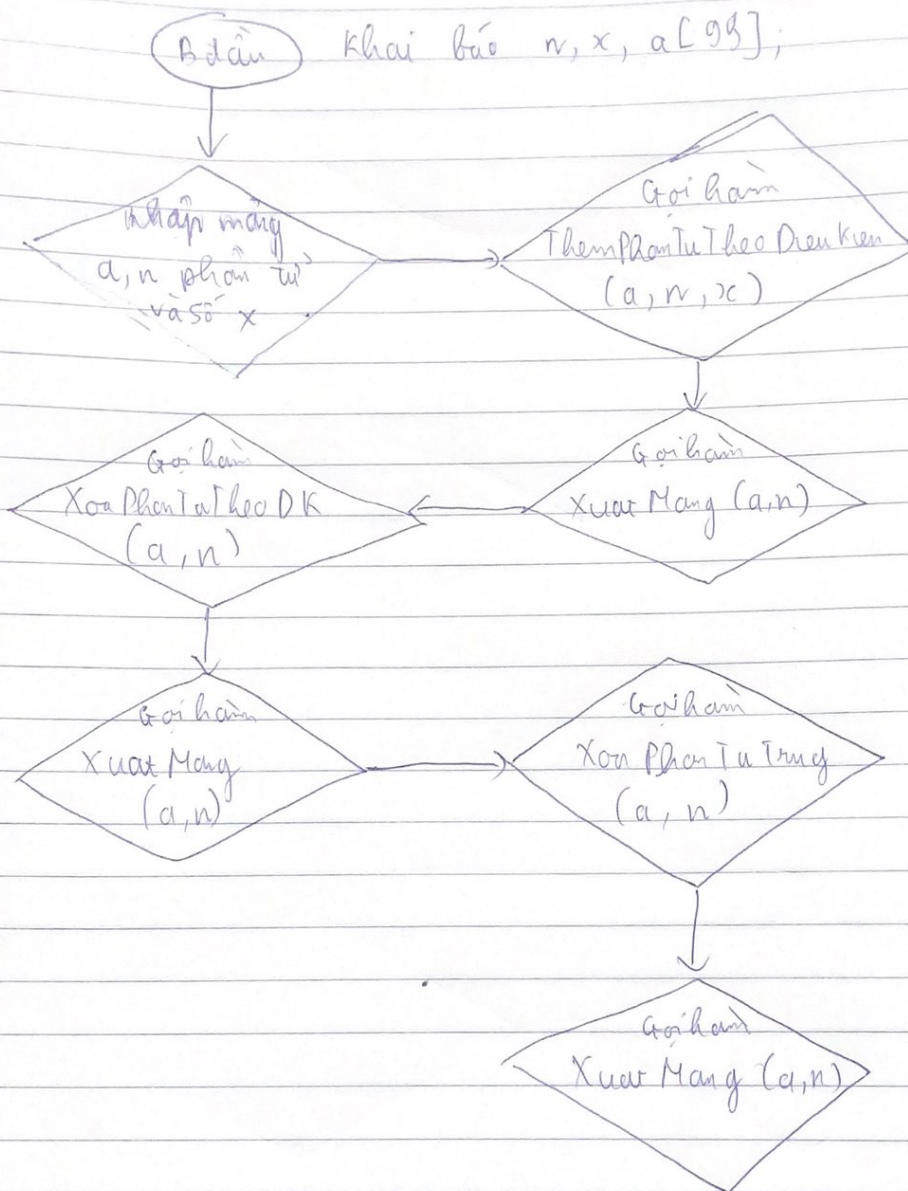 Bđầu Khai báo n, x, a[99];
Nhập mảng
a, n phần tử
và số x
Gọi hàm
ThemPhanTuTheoDieuKien
(a, n, x)
Gọi hàm
XuatMang (a,n)
Gọi hàm
XoaPhanTuTheoDK
(a, n)
Gọi hàm
XuatMang
(a,n)
Gọi hàm
XoaPhanTuTrug
(a, n)
Gọi hàm
XuatMang (a,n)